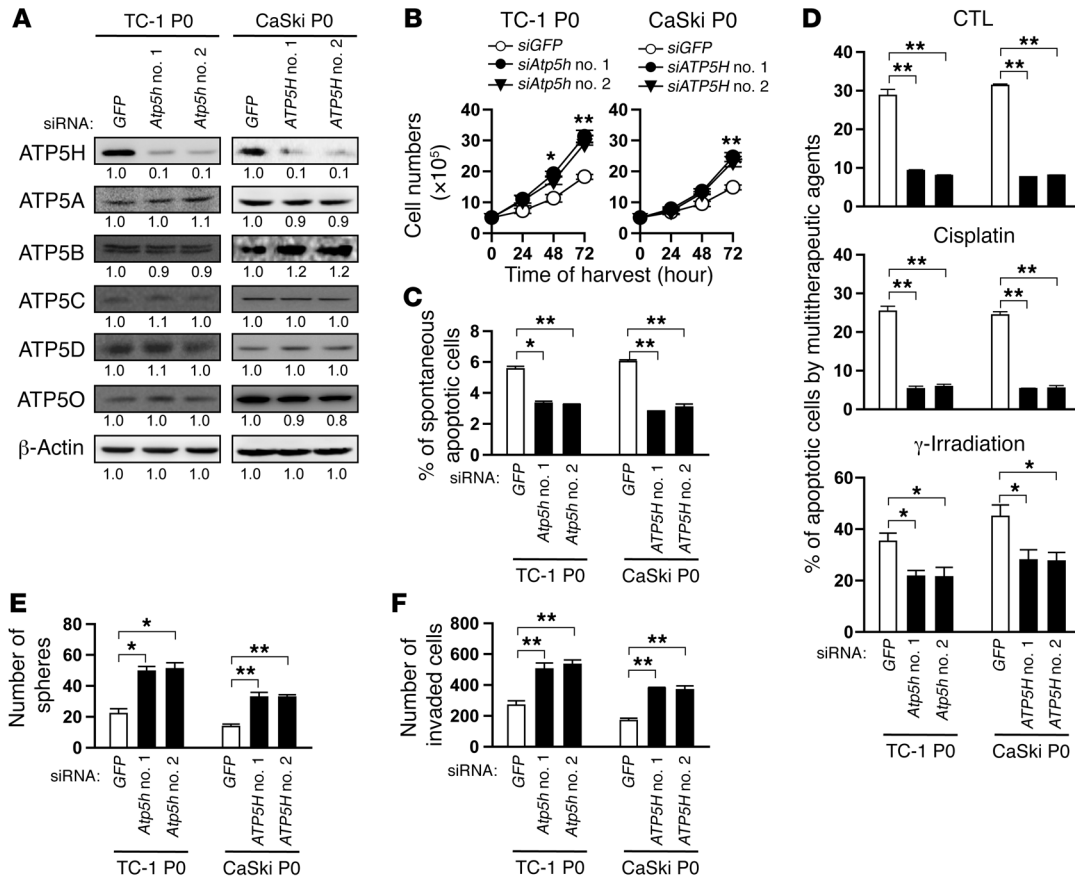 A
TC-1 P0
CaSki P0
siRNA:
GFP
Atp5h no. 1
Atp5h no. 2
GFP
ATP5H no. 1
ATP5H no. 2
ATP5H
1.0 0.1 0.1 1.0 0.1 0.1
ATP5A
1.0 1.0 1.1 1.0 0.9 0.9
ATP5B
1.0 0.9 0.9 1.0 1.2 1.2
ATP5C
1.0 1.1 1.0 1.0 1.0 1.0
ATP5D
1.0 1.1 1.0 1.0 1.0 1.0
ATP5O
1.0 1.0 1.0 1.0 0.9 0.8
β-Actin
1.0 1.0 1.0 1.0 1.0 1.0
B
TC-1 P0
siGFP
siAtp5h no. 1
siAtp5h no. 2
CaSki P0
siGFP
siATP5H no. 1
siATP5H no. 2
Cell numbers
(×10⁵)
40
30
20
10
0
* **
0 24 48 72
40
30
20
10
0
**
0 24 48 72
Time of harvest (hour)
C
% of spontaneous
apoptotic cells
8
6
4
2
0
**
*
**
**
siRNA:
GFP
Atp5h no. 1
Atp5h no. 2
GFP
ATP5H no. 1
ATP5H no. 2
TC-1 P0
CaSki P0
D
% of apoptotic cells by multitherapeutic agents
CTL
40
30
20
10
0
**
**
**
**
Cisplatin
40
30
20
10
0
**
**
**
**
γ-Irradiation
60
40
20
0
*
*
*
*
siRNA:
GFP
Atp5h no. 1
Atp5h no. 2
GFP
ATP5H no. 1
ATP5H no. 2
TC-1 P0
CaSki P0
E
Number of
spheres
80
60
40
20
0
*
*
**
**
siRNA:
GFP
Atp5h no. 1
Atp5h no. 2
GFP
ATP5H no. 1
ATP5H no. 2
TC-1 P0
CaSki P0
F
Number of
invaded cells
800
600
400
200
0
**
**
**
**
siRNA:
GFP
Atp5h no. 1
Atp5h no. 2
GFP
ATP5H no. 1
ATP5H no. 2
TC-1 P0
CaSki P0